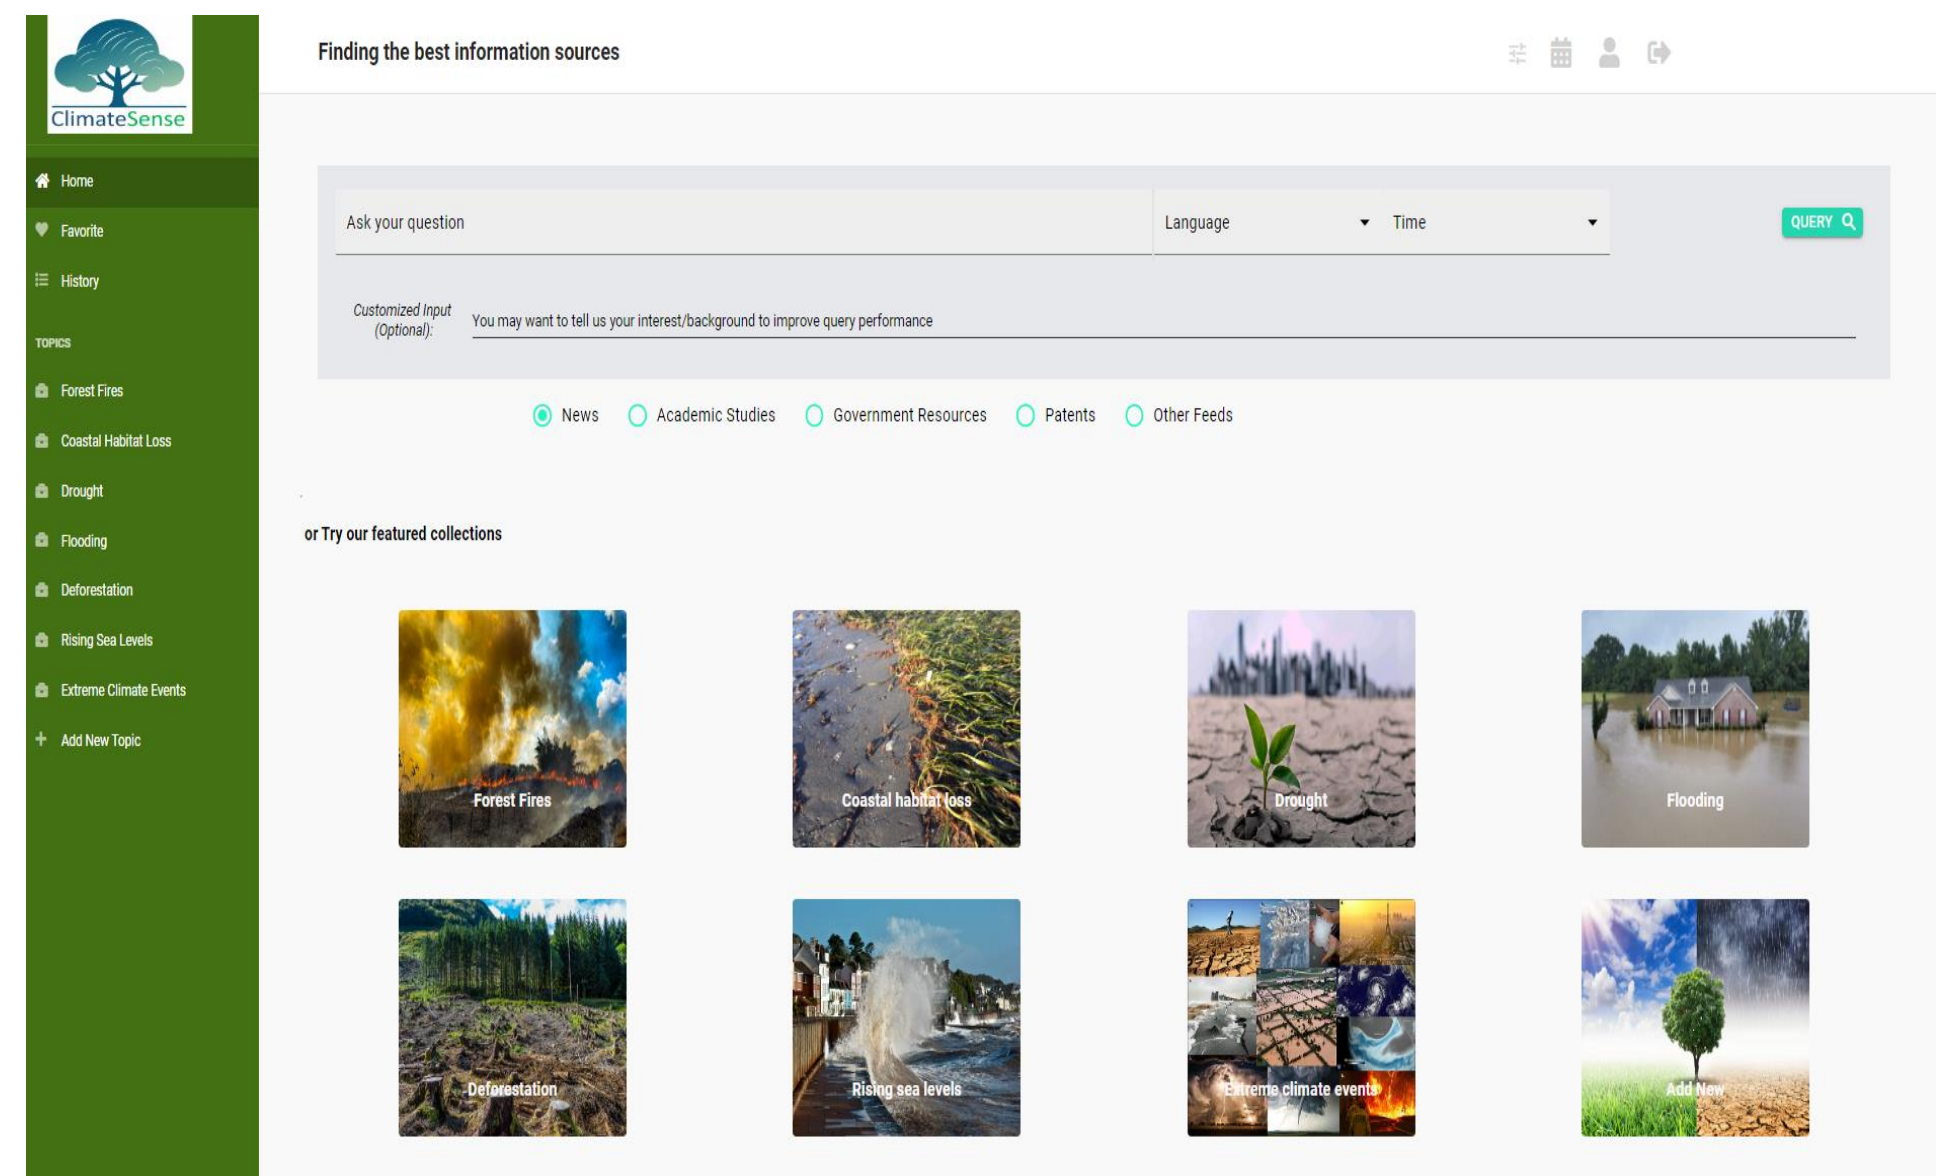 ClimateSense
Home
Favorite
History
TOPICS
Forest Fires
Coastal Habitat Loss
Drought
Flooding
Deforestation
Rising Sea Levels
Extreme Climate Events
Add New Topic
Finding the best information sources
Ask your question
Language
Time
QUERY
Customized Input
(Optional):
You may want to tell us your interest/background to improve query performance
News
Academic Studies
Government Resources
Patents
Other Feeds
or Try our featured collections
Forest Fires
Coastal habitat loss
Drought
Flooding
Deforestation
Rising sea levels
Extreme climate events
Add New